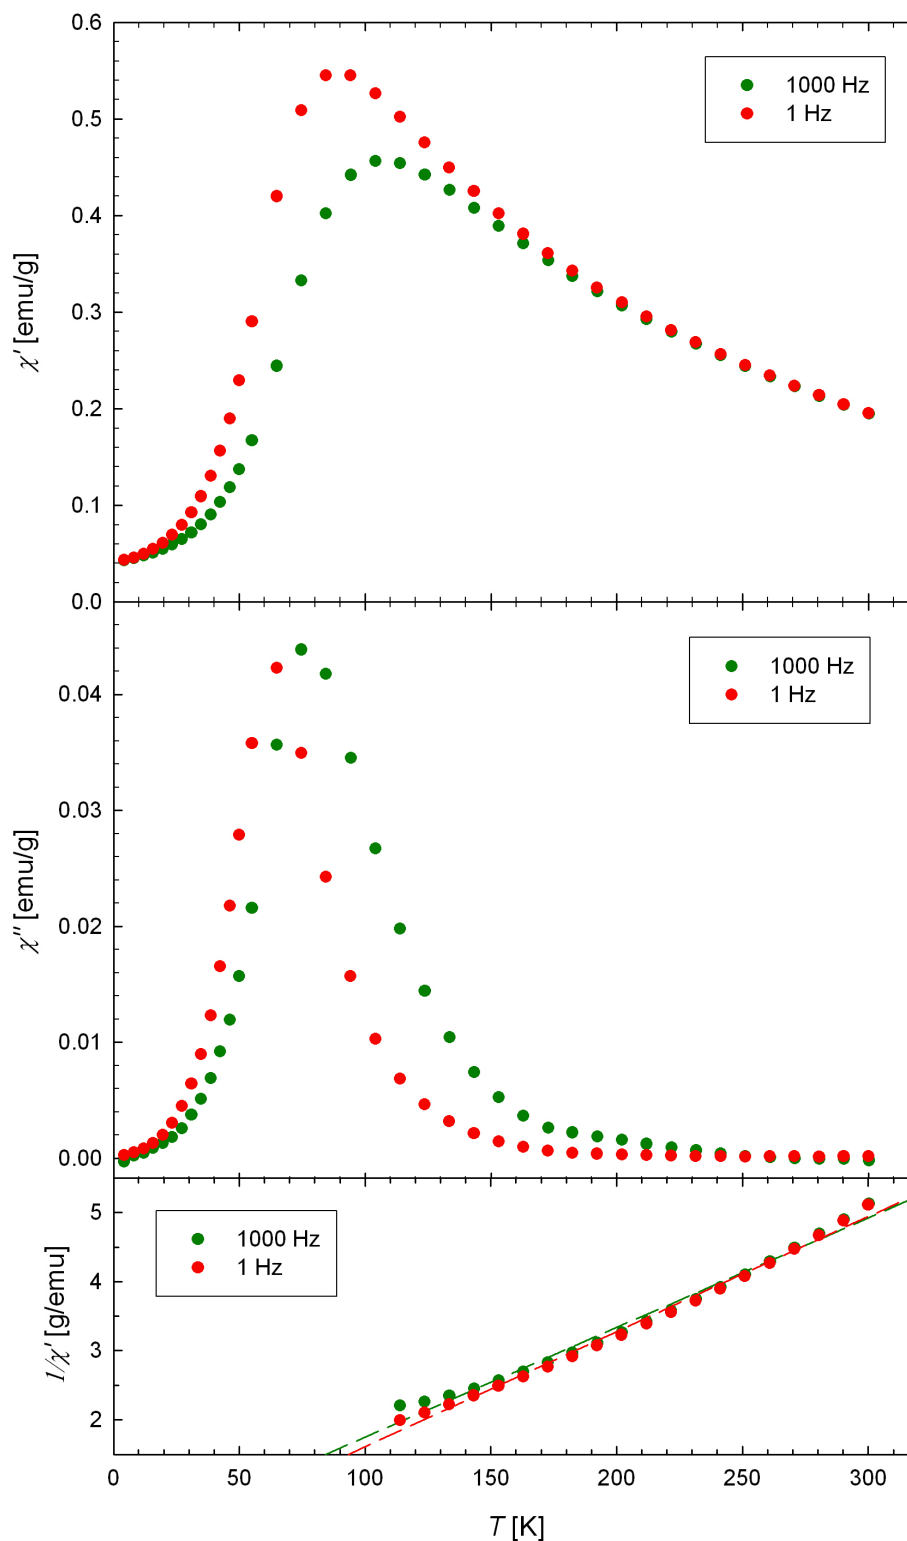 0.6
0.5
0.4
0.3
0.2
0.1
0.0
χ′ [emu/g]
1000 Hz
1 Hz
0.04
0.03
0.02
0.01
0.00
χ″ [emu/g]
1000 Hz
1 Hz
5
4
3
2
1/χ′ [g/emu]
1000 Hz
1 Hz
0 50 100 150 200 250 300
T [K]